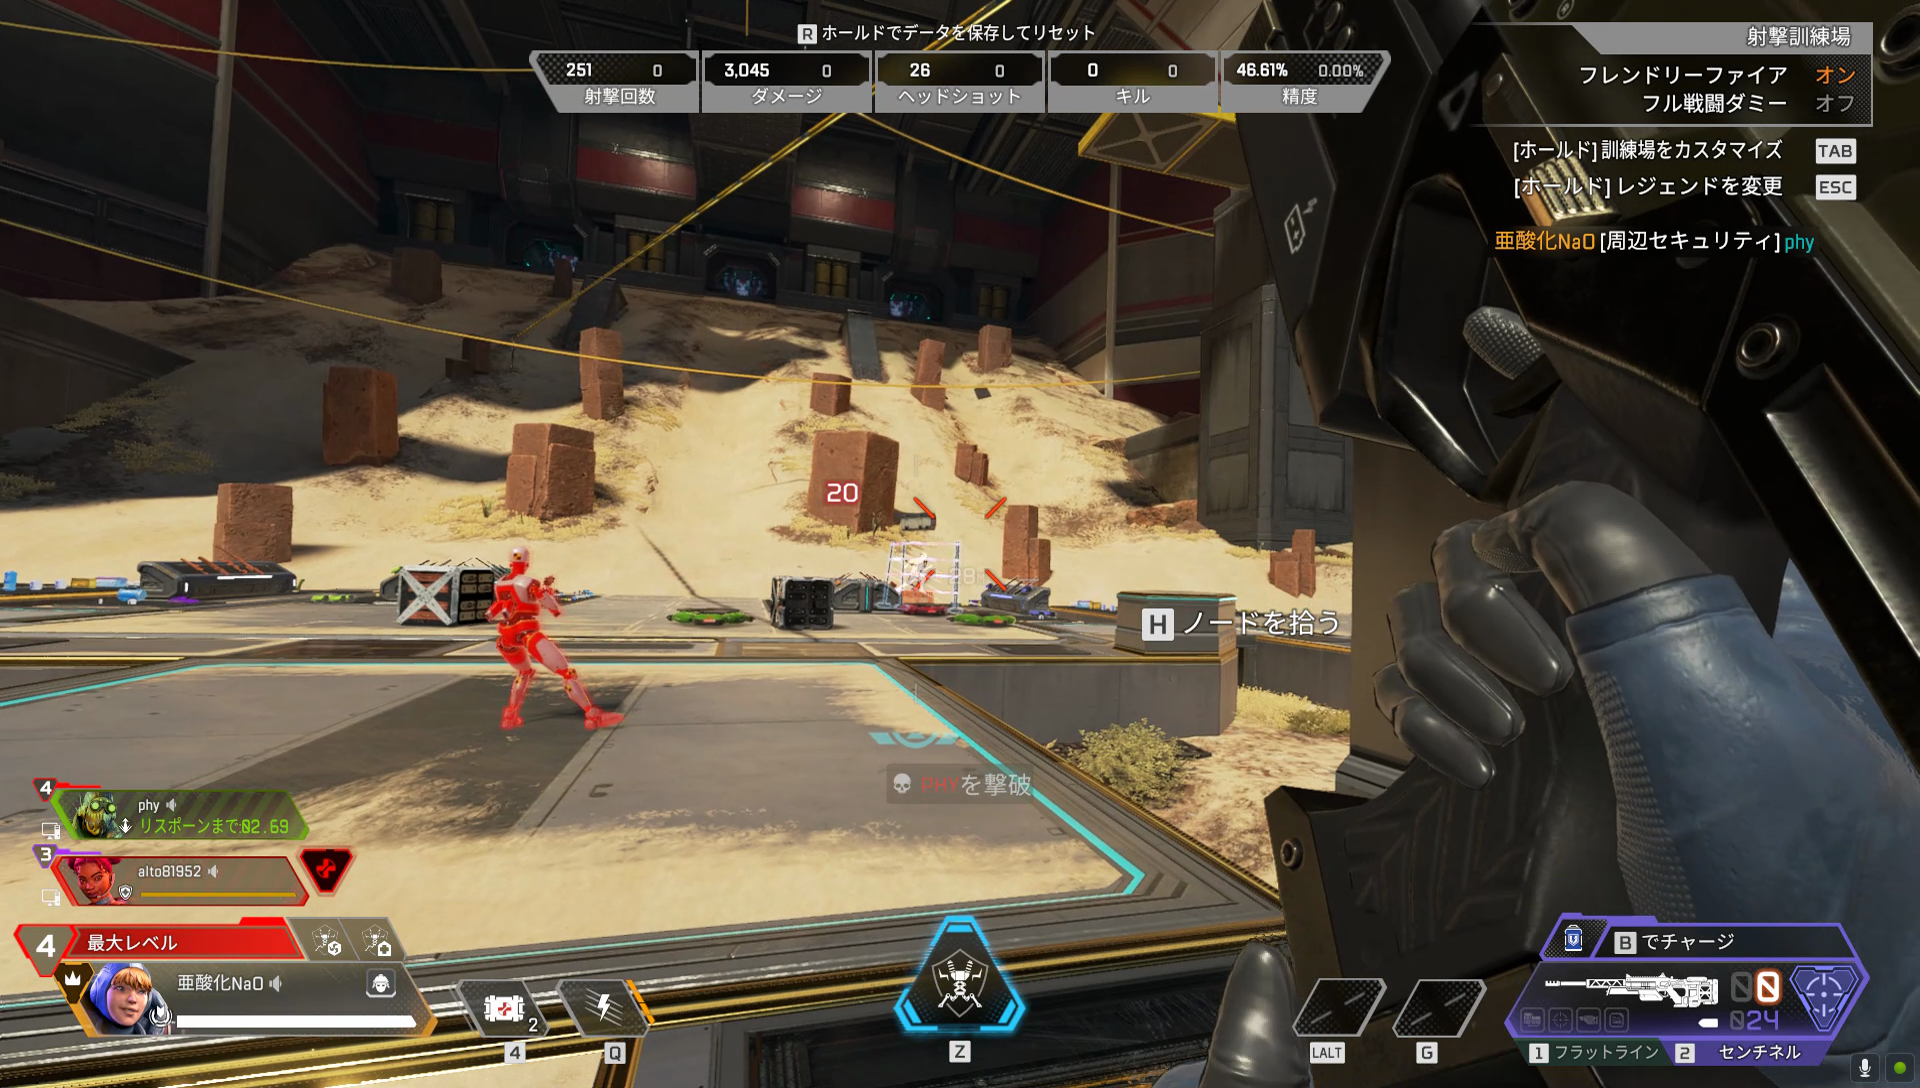 R ホールドでデータを保存してリセット
251 0 射撃回数
3,045 0 ダメージ
26 0 ヘッドショット
0 0 キル
46.61% 0.00% 精度
射撃訓練場
フレンドリーファイア オン
フル戦闘ダミー オフ
[ホールド]訓練場をカスタマイズ TAB
[ホールド]レジェンドを変更 ESC
亜酸化NaO[周辺セキュリティ]phy
20
H ノードを拾う
PHYを撃破
4
phy
リスポーンまで:02.69
3
alto81952
4 最大レベル
亜酸化NaO
2
4
Q
Z
LALT
G
B でチャージ
00
024
1 フラットライン 2 センチネル